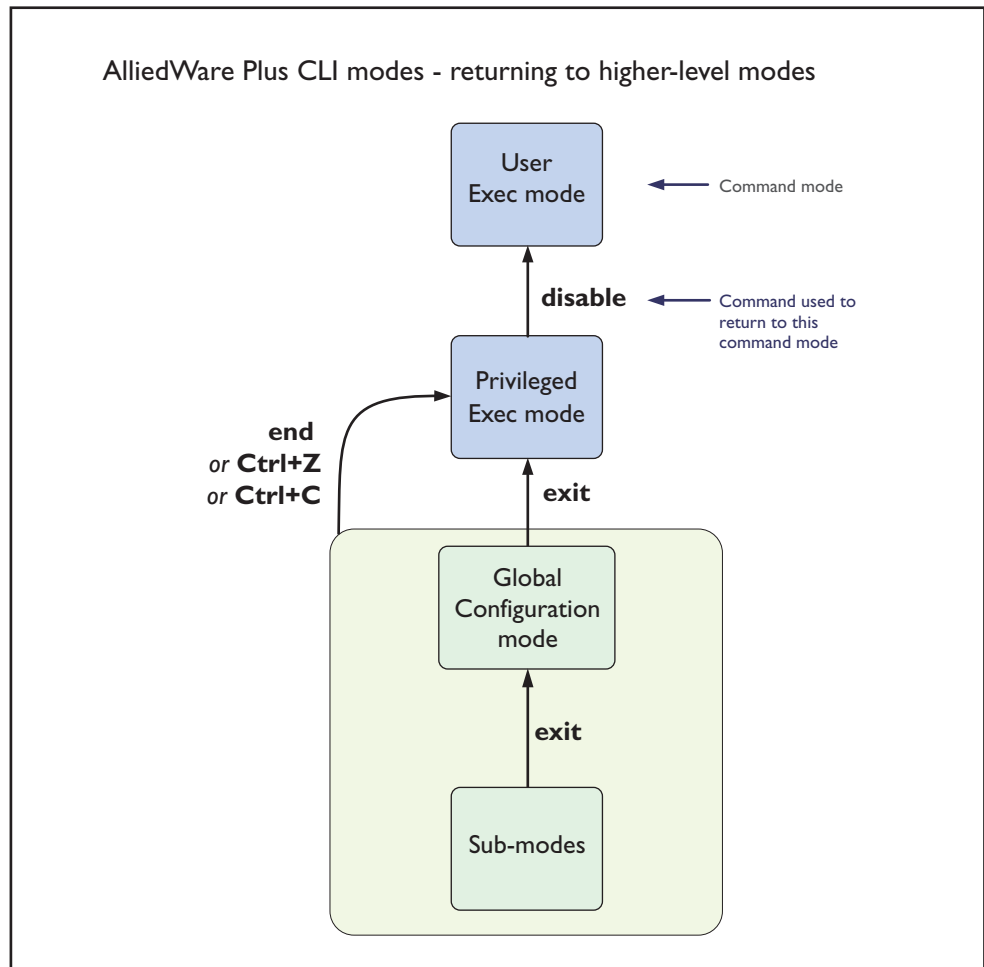 AlliedWare Plus CLI modes - returning to higher-level modes
User
Exec mode
Command mode
disable
Command used to
return to this
command mode
Privileged
Exec mode
end
or Ctrl+Z
or Ctrl+C
exit
Global
Configuration
mode
exit
Sub-modes